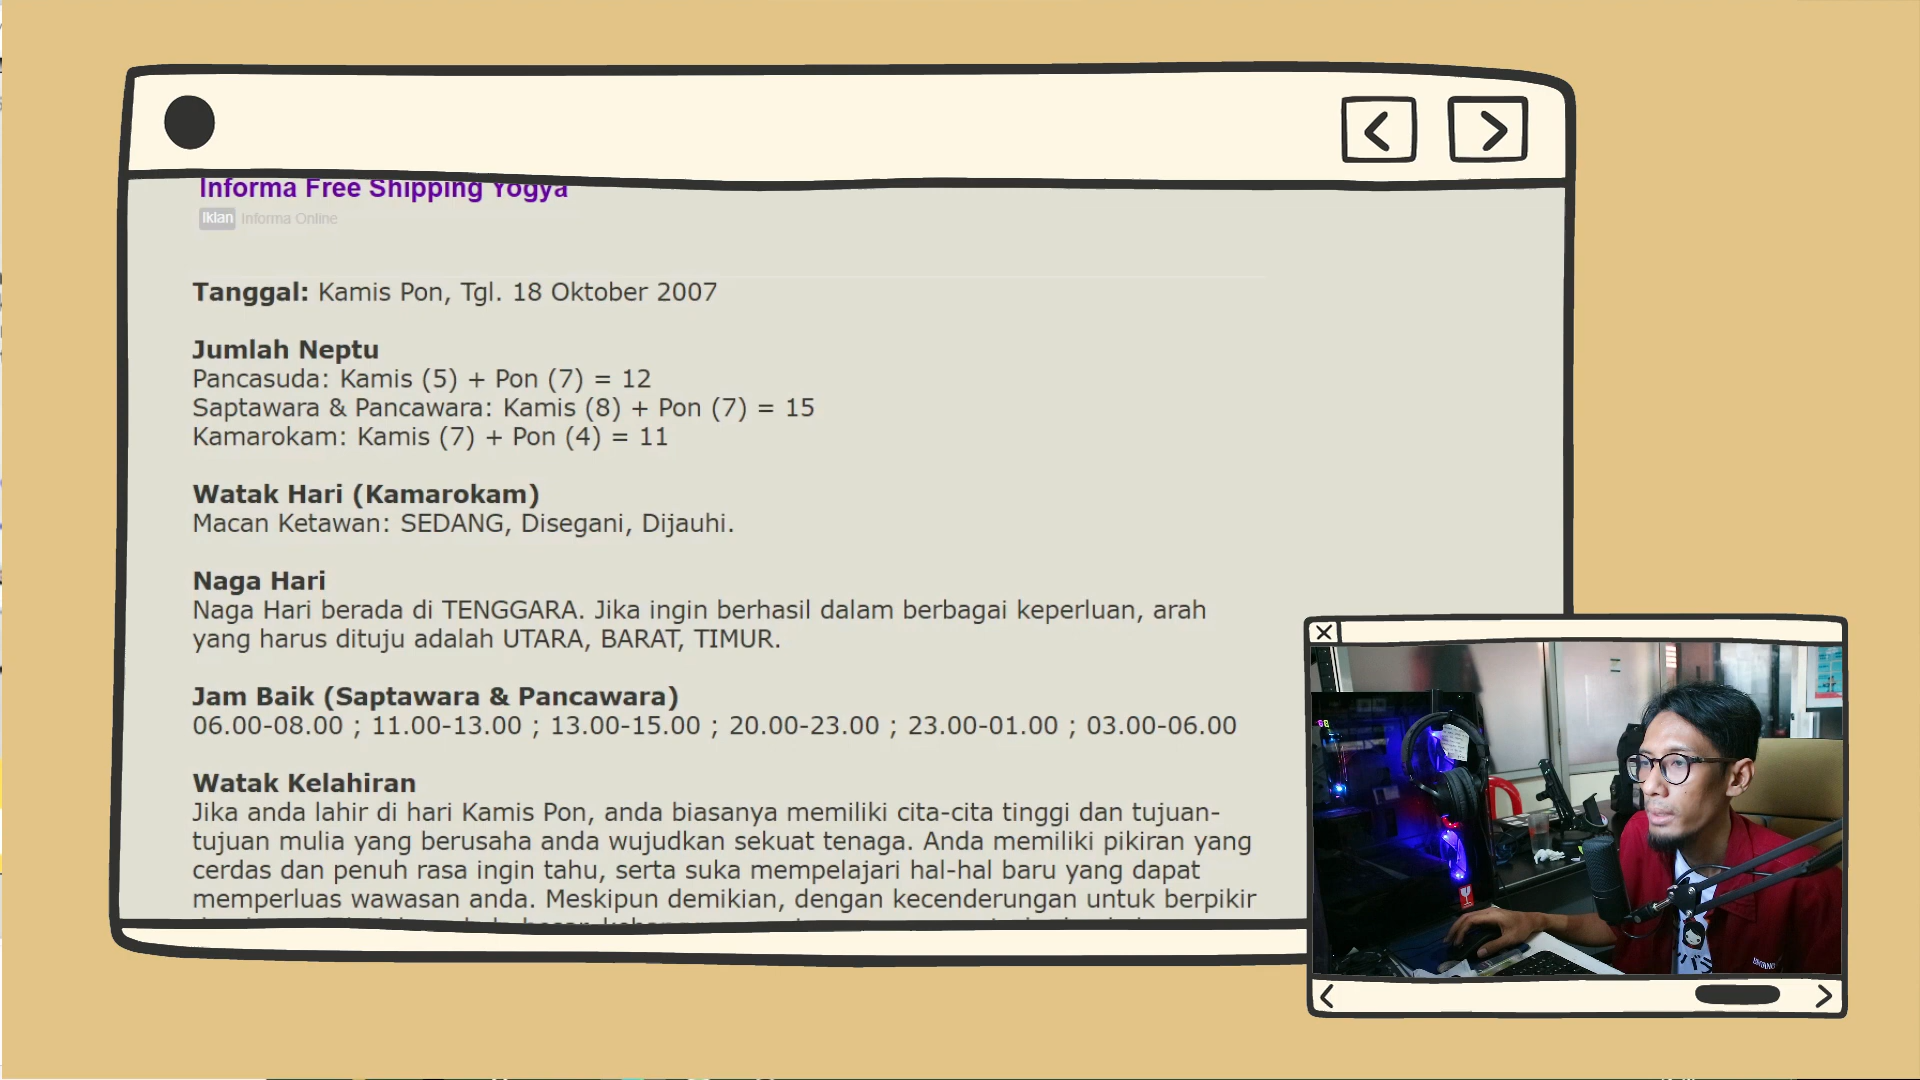 Informa Free Shipping Yogya
Iklan Informa Online
Tanggal: Kamis Pon, Tgl. 18 Oktober 2007
Jumlah Neptu
Pancasuda: Kamis (5) + Pon (7) = 12
Saptawara & Pancawara: Kamis (8) + Pon (7) = 15
Kamarokam: Kamis (7) + Pon (4) = 11
Watak Hari (Kamarokam)
Macan Ketawan: SEDANG, Disegani, Dijauhi.
Naga Hari
Naga Hari berada di TENGGARA. Jika ingin berhasil dalam berbagai keperluan, arah
yang harus dituju adalah UTARA, BARAT, TIMUR.
Jam Baik (Saptawara & Pancawara)
06.00-08.00 ; 11.00-13.00 ; 13.00-15.00 ; 20.00-23.00 ; 23.00-01.00 ; 03.00-06.00
Watak Kelahiran
Jika anda lahir di hari Kamis Pon, anda biasanya memiliki cita-cita tinggi dan tujuan-
tujuan mulia yang berusaha anda wujudkan sekuat tenaga. Anda memiliki pikiran yang
cerdas dan penuh rasa ingin tahu, serta suka mempelajari hal-hal baru yang dapat
memperluas wawasan anda. Meskipun demikian, dengan kecenderungan untuk berpikir